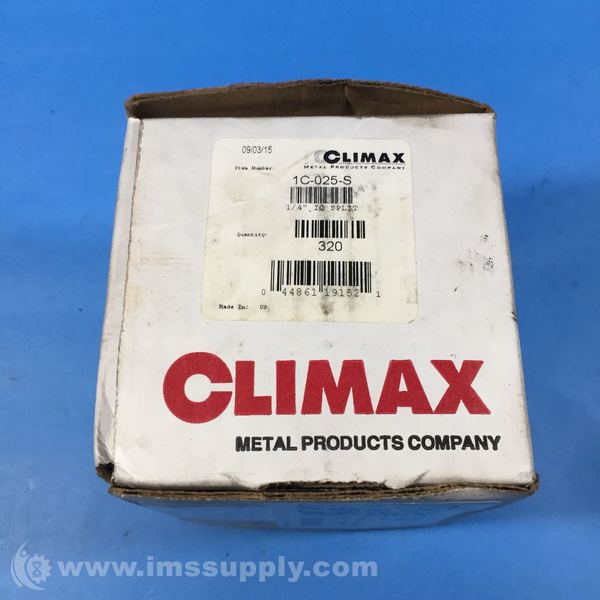 09/03/15
CLIMAX
METAL PRODUCTS COMPANY
Item Number:
1C-025-S
1/4" IC SPLIT
Quantity:
320
0 44861 19152 1
Made In: US
CLIMAX
METAL PRODUCTS COMPANY
www.imssupply.com